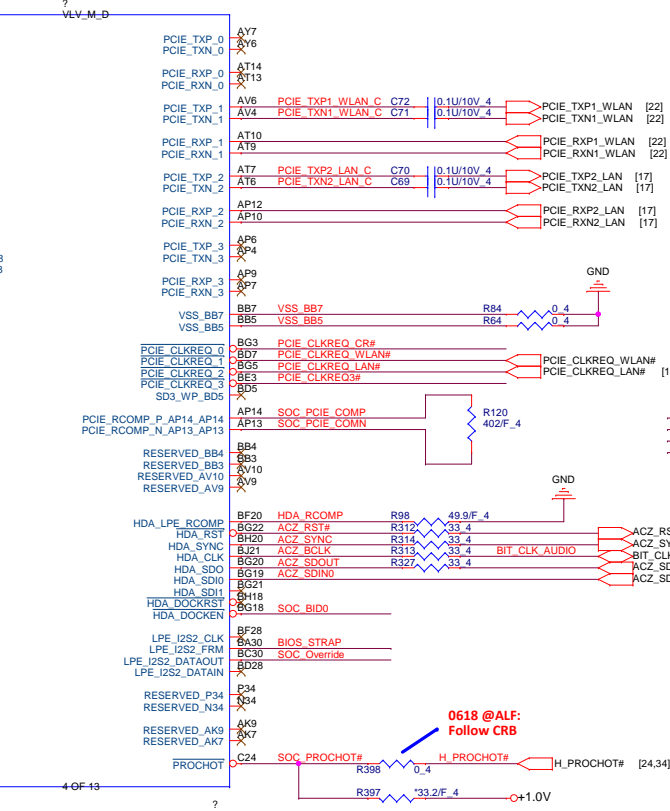 ?
VLV_M_D
PCIE_TXP_0 AY7
PCIE_TXN_0 AY6
PCIE_RXP_0 AT14
PCIE_RXN_0 AT13
PCIE_TXP_1 AV6 PCIE_TXP1_WLAN_C C72 0.1U/10V_4 PCIE_TXP1_WLAN [22]
PCIE_TXN_1 AV4 PCIE_TXN1_WLAN_C C71 0.1U/10V_4 PCIE_TXN1_WLAN [22]
PCIE_RXP_1 AT10 PCIE_RXP1_WLAN [22]
PCIE_RXN_1 AT9 PCIE_RXN1_WLAN [22]
PCIE_TXP_2 AT7 PCIE_TXP2_LAN_C C70 0.1U/10V_4 PCIE_TXP2_LAN [17]
PCIE_TXN_2 AT6 PCIE_TXN2_LAN_C C69 0.1U/10V_4 PCIE_TXN2_LAN [17]
PCIE_RXP_2 AP12 PCIE_RXP2_LAN [17]
PCIE_RXN_2 AP10 PCIE_RXN2_LAN [17]
PCIE_TXP_3 AP6
PCIE_TXN_3 AP4
PCIE_RXP_3 AP9
PCIE_RXN_3 AP7
GND
VSS_BB7 BB7 VSS_BB7 R84 0_4
VSS_BB5 BB5 VSS_BB5 R64 0_4
PCIE_CLKREQ_0 BG3 PCIE_CLKREQ_CR#
PCIE_CLKREQ_1 BD7 PCIE_CLKREQ_WLAN# PCIE_CLKREQ_WLAN#
PCIE_CLKREQ_2 BG5 PCIE_CLKREQ_LAN# PCIE_CLKREQ_LAN# [1
PCIE_CLKREQ_3 BE3 PCIE_CLKREQ3#
SD3_WP_BD5 BD5
PCIE_RCOMP_P_AP14_AP14 AP14 SOC_PCIE_COMP R120
PCIE_RCOMP_N_AP13_AP13 AP13 SOC_PCIE_COMN 402/F_4
RESERVED_BB4 BB4
RESERVED_BB3 BB3
RESERVED_AV10 AV10
RESERVED_AV9 AV9
GND
HDA_LPE_RCOMP BF20 HDA_RCOMP R98 49.9/F_4
HDA_RST BG22 ACZ_RST# R312 33_4 ACZ_RS
HDA_SYNC BH20 ACZ_SYNC R314 33_4 ACZ_SY
HDA_CLK BJ21 ACZ_BCLK R313 33_4 BIT_CLK_AUDIO BIT_CLK
HDA_SDO BG20 ACZ_SDOUT R327 33_4 ACZ_SD
HDA_SDI0 BG19 ACZ_SDIN0 ACZ_SD
HDA_SDI1 BG21
HDA_DOCKRST BH18
HDA_DOCKEN BG18 SOC_BID0
LPE_I2S2_CLK BF28
LPE_I2S2_FRM BA30 BIOS_STRAP
LPE_I2S2_DATAOUT BC30 SOC_Override
LPE_I2S2_DATAIN BD28
RESERVED_P34 P34
RESERVED_N34 N34
0618 @ALF:
Follow CRB
RESERVED_AK9 AK9
RESERVED_AK7 AK7
PROCHOT C24 SOC_PROCHOT# R398 0_4 H_PROCHOT# H_PROCHOT# [24,34]
4 OF 13
R397 *33.2/F_4 +1.0V
?